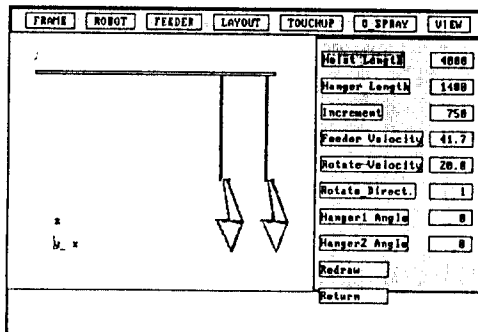 FRAME ROBOT FEEDER LAYOUT TOUCHUP O_SPRAY VIEW
Hoist Length 4000
Hanger Length 1400
Increment 750
Feeder Velocity 41.7
Rotate Velocity 20.0
Rotate Direct. 1
Hanger1 Angle 0
Hanger2 Angle 0
Redraw
Return
z
y x